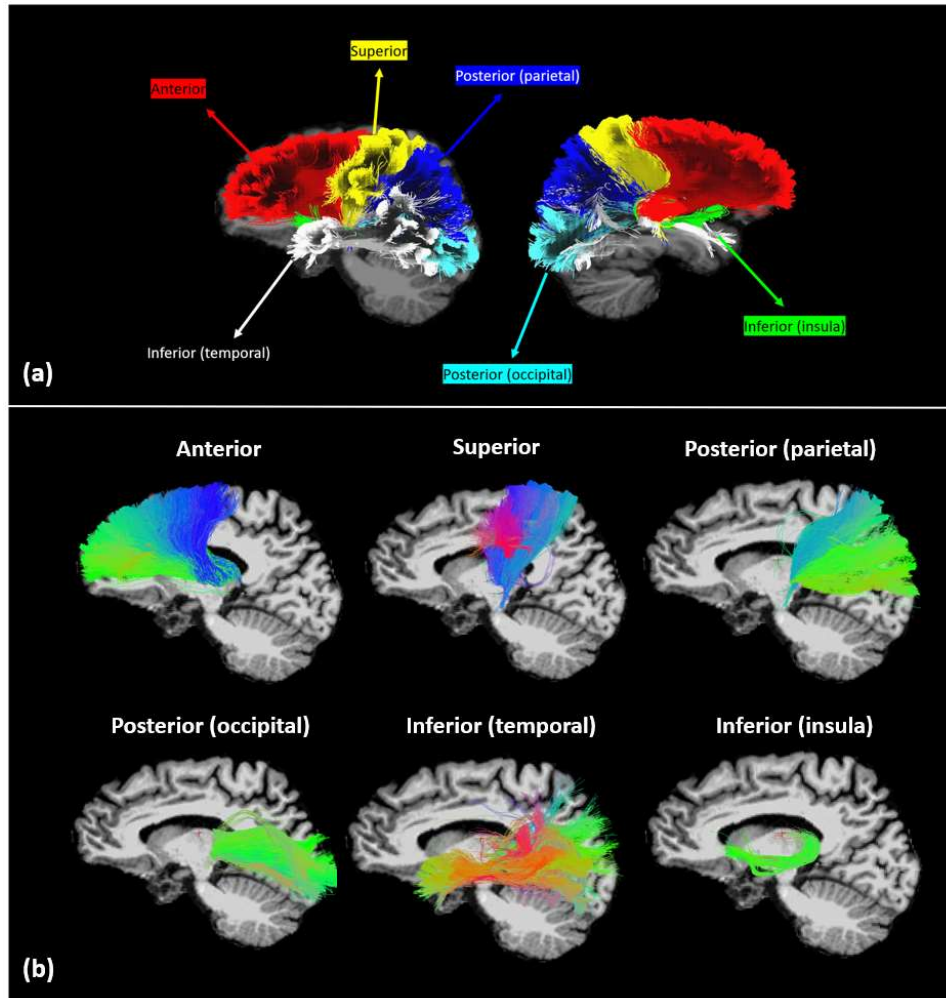 Superior
Anterior
Posterior (parietal)
Inferior (temporal)
Inferior (insula)
Posterior (occipital)
(a)
Anterior
Superior
Posterior (parietal)
Posterior (occipital)
Inferior (temporal)
Inferior (insula)
(b)